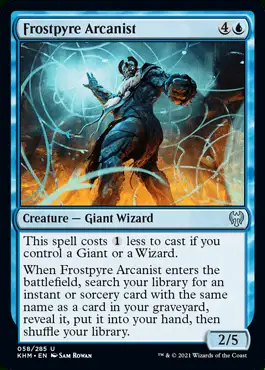 Frostpyre Arcanist 4
Creature — Giant Wizard
This spell costs 1 less to cast if you
control a Giant or a Wizard.
When Frostpyre Arcanist enters the
battlefield, search your library for an
instant or sorcery card with the same
name as a card in your graveyard,
reveal it, put it into your hand, then
shuffle your library.
2/5
058/285 U
KHM • EN SAM ROWAN
™ & © 2021 Wizards of the Coast